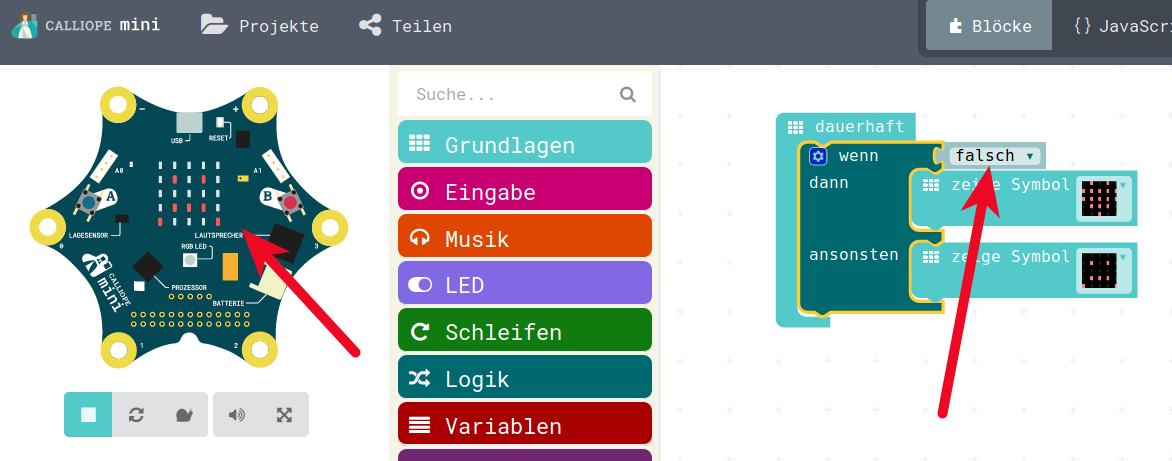 CALLIOPE mini
Projekte
Teilen
Blöcke
{} JavaScri
USB
RESET
A0
A1
A
B
LAGESENSOR
LAUTSPRECHER
RGB LED
0
3
PROZESSOR
BATTERIE
CALLIOPE
mini
1
2
Suche...
Grundlagen
Eingabe
Musik
LED
Schleifen
Logik
Variablen
dauerhaft
wenn
falsch
dann
zeige Symbol
ansonsten
zeige Symbol